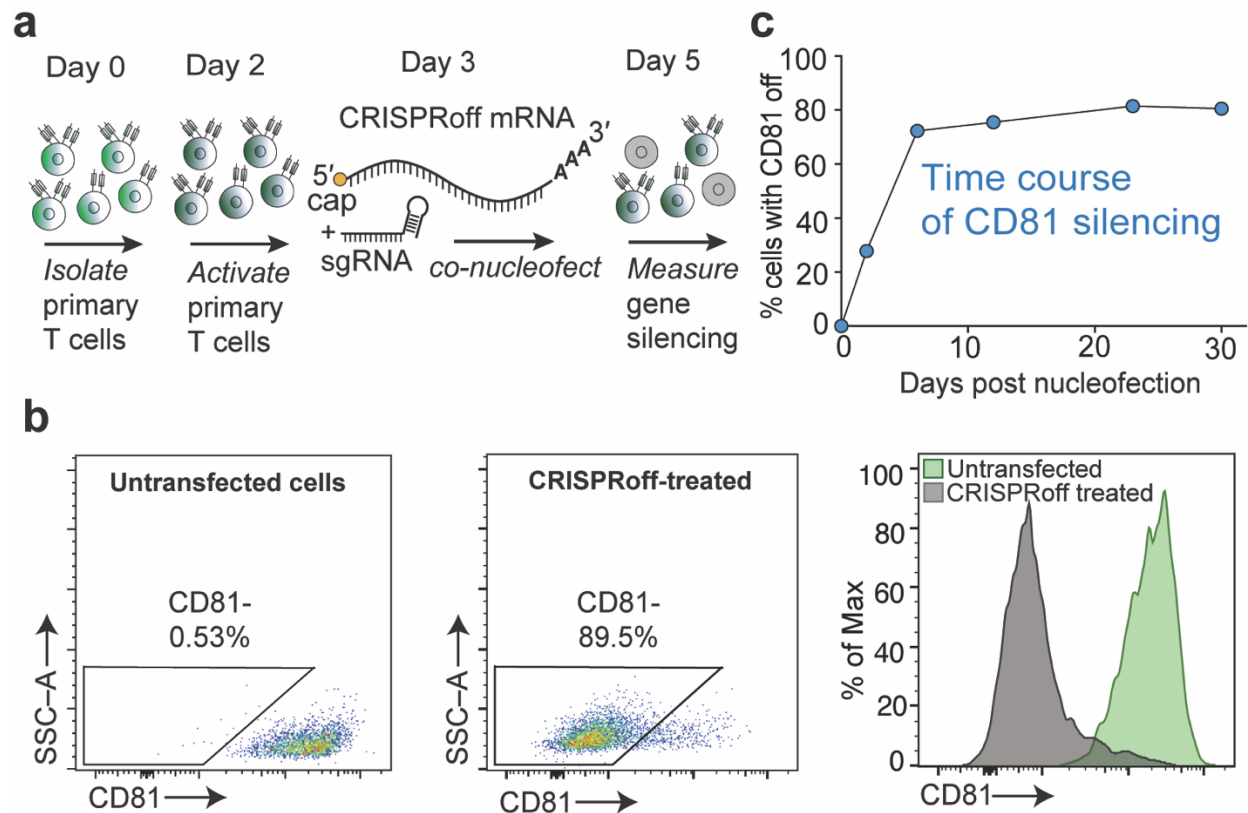 a
Day 0
Day 2
Day 3
Day 5
CRISPRoff mRNA
5′
cap
AAA3′
+
sgRNA
Isolate
primary
T cells
Activate
primary
T cells
co-nucleofect
Measure
gene
silencing
c
% cells with CD81 off
100
80
60
40
20
0
Time course
of CD81 silencing
0 10 20 30
Days post nucleofection
b
Untransfected cells
CD81-
0.53%
SSC–A
CD81
CRISPRoff-treated
CD81-
89.5%
SSC–A
CD81
Untransfected
CRISPRoff treated
% of Max
100
80
60
40
20
0
CD81